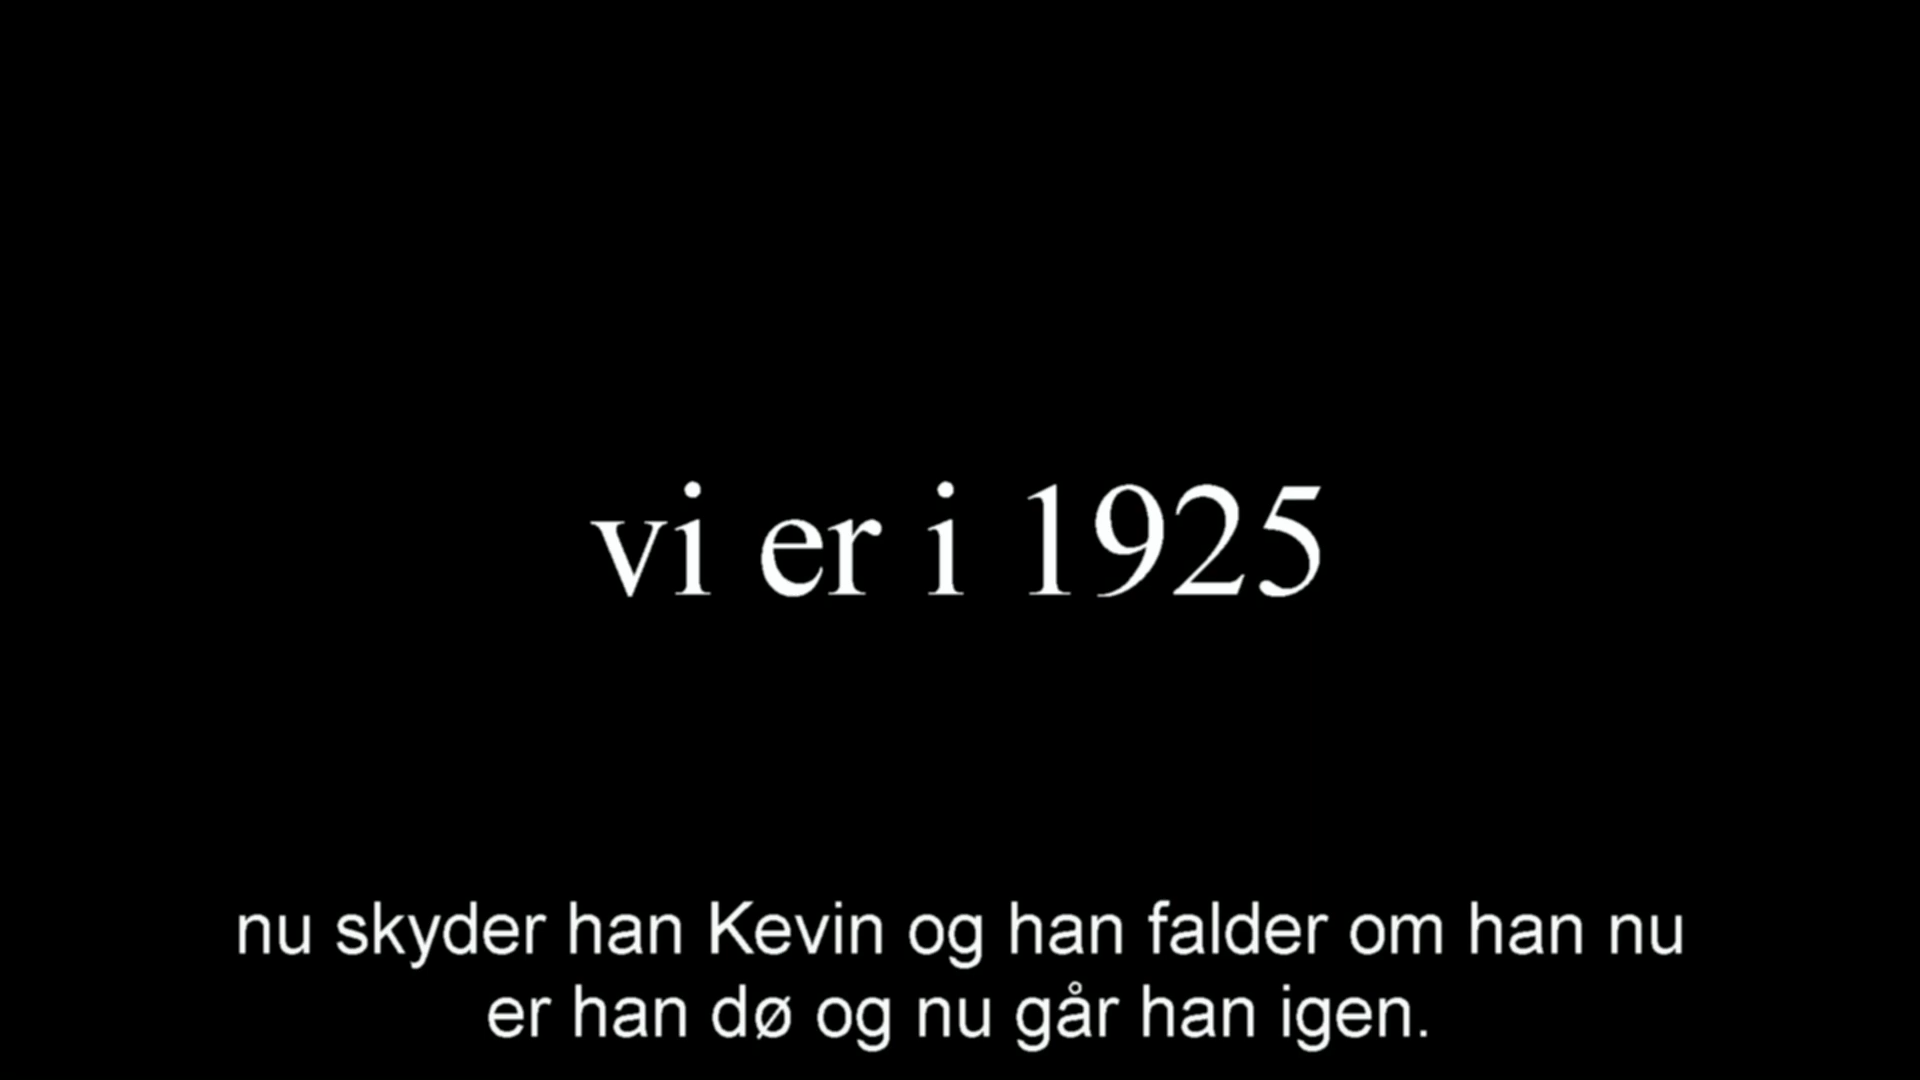 vi er i 1925
nu skyder han Kevin og han falder om han nu
er han dø og nu går han igen.